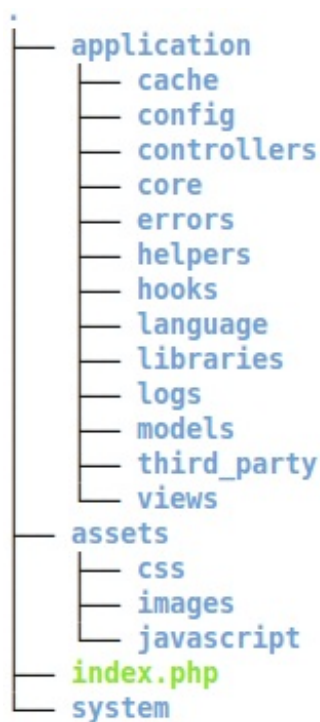 .
├── application
│   ├── cache
│   ├── config
│   ├── controllers
│   ├── core
│   ├── errors
│   ├── helpers
│   ├── hooks
│   ├── language
│   ├── libraries
│   ├── logs
│   ├── models
│   ├── third_party
│   └── views
├── assets
│   ├── css
│   ├── images
│   └── javascript
├── index.php
└── system